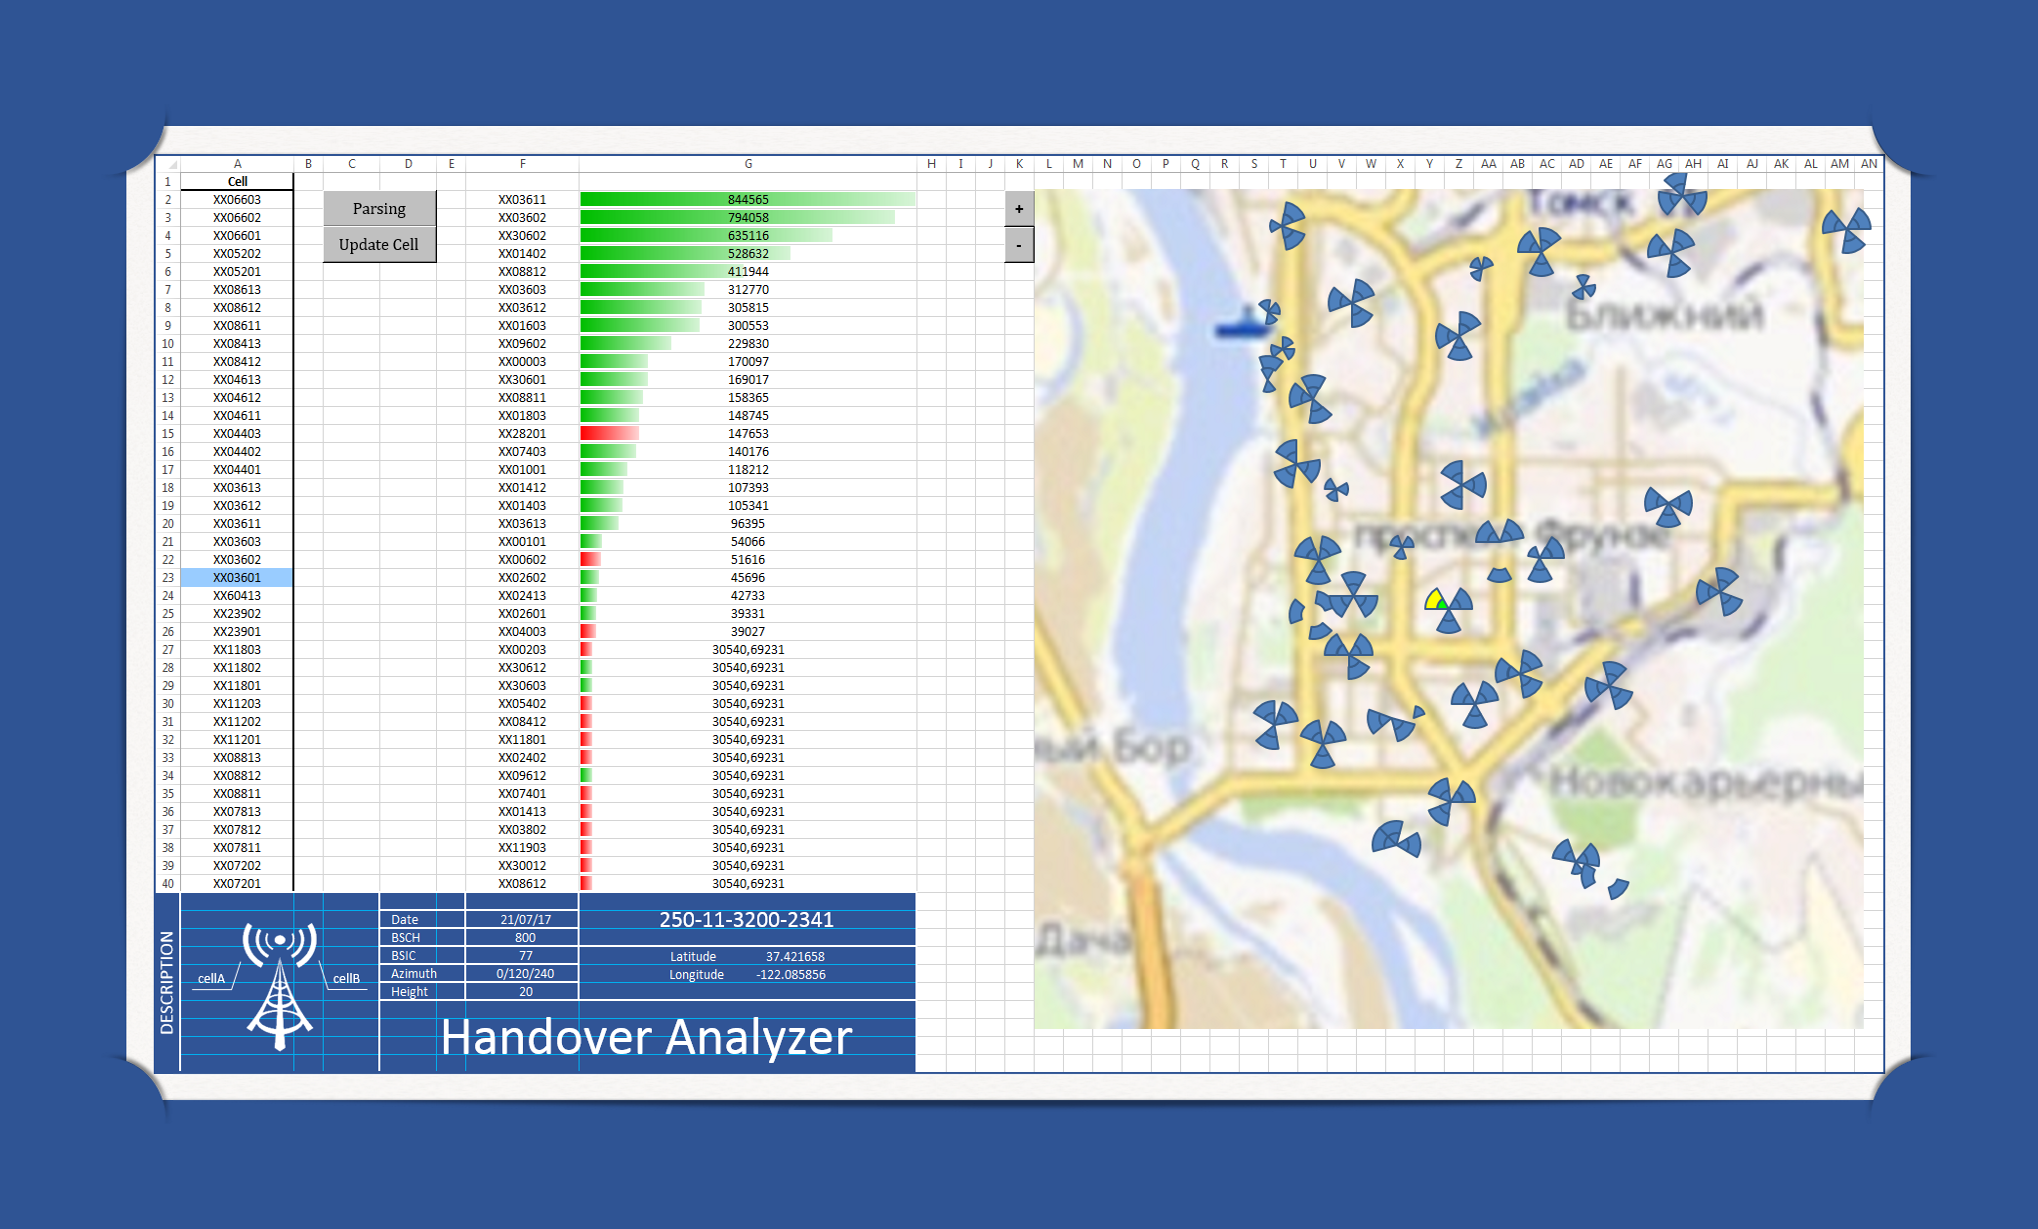 A B C D E F G H I J K L M N O P Q R S T U V W X Y Z AA AB AC AD AE AF AG AH AI AJ AK AL AM AN
1 Cell
2 XX06603 XX03611 844565
3 XX06602 XX03602 794058
4 XX06601 XX30602 635116
5 XX05202 XX01402 528632
6 XX05201 XX08812 411944
7 XX08613 XX03603 312770
8 XX08612 XX03612 305815
9 XX08611 XX01603 300553
10 XX08413 XX09602 229830
11 XX08412 XX00003 170097
12 XX04613 XX30601 169017
13 XX04612 XX08811 158365
14 XX04611 XX01803 148745
15 XX04403 XX28201 147653
16 XX04402 XX07403 140176
17 XX04401 XX01001 118212
18 XX03613 XX01412 107393
19 XX03612 XX01403 105341
20 XX03611 XX03613 96395
21 XX03603 XX00101 54066
22 XX03602 XX00602 51616
23 XX03601 XX02602 45696
24 XX60413 XX02413 42733
25 XX23902 XX02601 39331
26 XX23901 XX04003 39027
27 XX11803 XX00203 30540,69231
28 XX11802 XX30612 30540,69231
29 XX11801 XX30603 30540,69231
30 XX11203 XX05402 30540,69231
31 XX11202 XX08412 30540,69231
32 XX11201 XX11801 30540,69231
33 XX08813 XX02402 30540,69231
34 XX08812 XX09612 30540,69231
35 XX08811 XX07401 30540,69231
36 XX07813 XX01413 30540,69231
37 XX07812 XX03802 30540,69231
38 XX07811 XX11903 30540,69231
39 XX07202 XX30012 30540,69231
40 XX07201 XX08612 30540,69231
Parsing
Update Cell
+
-
Томск
Ближний
проспект Фрунзе
ый Бор
Новокарьерны
Дача
DESCRIPTION
cellA
cellB
Date 21/07/17
BSCH 800
BSIC 77
Azimuth 0/120/240
Height 20
250-11-3200-2341
Latitude 37.421658
Longitude -122.085856
Handover Analyzer